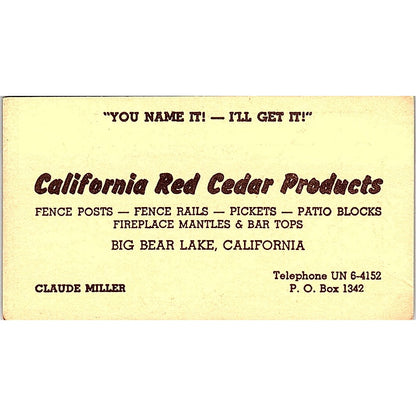 "YOU NAME IT! — I'LL GET IT!"
California Red Cedar Products
FENCE POSTS — FENCE RAILS — PICKETS — PATIO BLOCKS
FIREPLACE MANTLES & BAR TOPS
BIG BEAR LAKE, CALIFORNIA
Telephone UN 6-4152
CLAUDE MILLER P. O. Box 1342